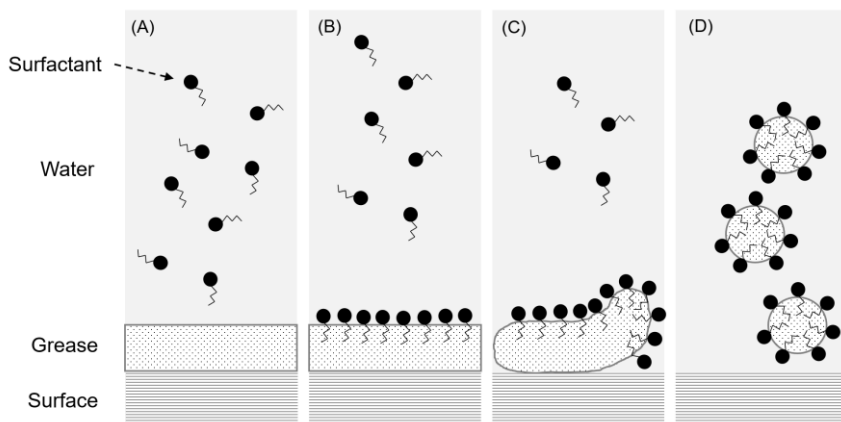 (A)
(B)
(C)
(D)
Surfactant
Water
Grease
Surface